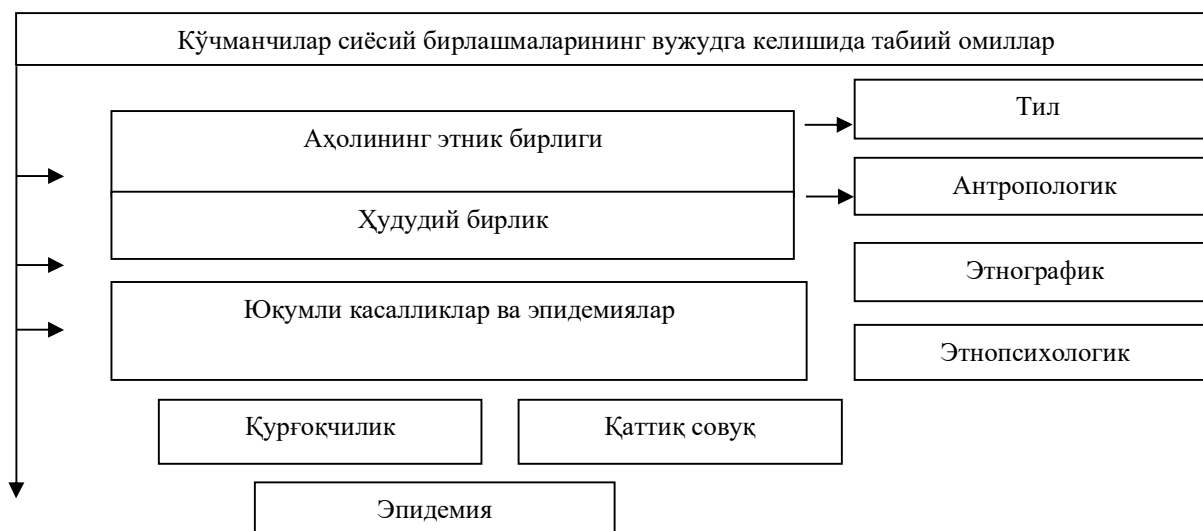 Кўчманчилар сиёсий бирлашмаларининг вужудга келишида табиий омиллар
Аҳолининг этник бирлиги
Ҳудудий бирлик
Юқумли касалликлар ва эпидемиялар
Тил
Антропологик
Этнографик
Этнопсихологик
Қурғоқчилик
Қаттиқ совуқ
Эпидемия